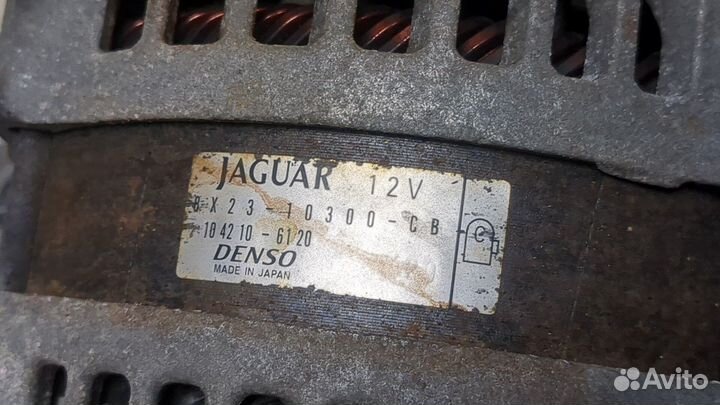 JAGUAR 12V
8X23-10300-CB
104210-6120
DENSO
MADE IN JAPAN
C
Avito